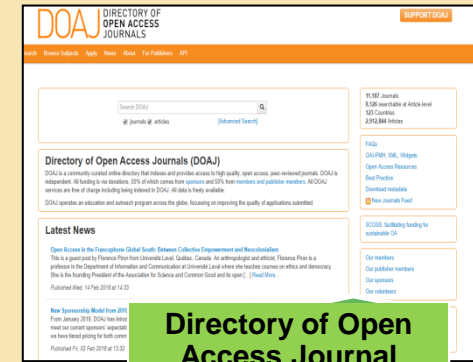 DOAJ DIRECTORY OF
OPEN ACCESS
JOURNALS
SUPPORT DOAJ
earch Browse Subjects Apply News About For Publishers API
Search DOAJ
journals articles [Advanced Search]
11,187 Journals
8,126 searchable at Article level
123 Countries
2,912,844 Articles
FAQs
OAI-PMH, XML, Widgets
Open Access Resources
Best Practice
Download metadata
New Journals Feed
SCOSS: facilitating funding for
sustainable OA
Our members
Our publisher members
Our sponsors
Our volunteers
Directory of Open Access Journals (DOAJ)
DOAJ is a community-curated online directory that indexes and provides access to high quality, open access, peer-reviewed journals. DOAJ is
independent. All funding is via donations, 50% of which comes from sponsors and 50% from members and publisher members. All DOAJ
services are free of charge including being indexed in DOAJ. All data is freely available.
DOAJ operates an education and outreach program across the globe, focussing on improving the quality of applications submitted.
Latest News
Open Access in the Francophone Global South: Between Collective Empowerment and Neocolonialism
This is a guest post by Florence Piron from Université Laval, Québec, Canada. An anthropologist and ethicist, Florence Piron is a
professor in the Department of Information and Communication at Université Laval where she teaches courses on ethics and democracy.
She is the founding President of the Association for Science and Common Good and its open [...] Read More ..
Published Wed, 14 Feb 2018 at 14:33
New Sponsorship Model from 2018
From January 2018, DOAJ has introd
meet our current sponsors' expectati
we have tiered pricing for both comm
Published Fri, 02 Feb 2018 at 13:32
Directory of Open
Access Journal